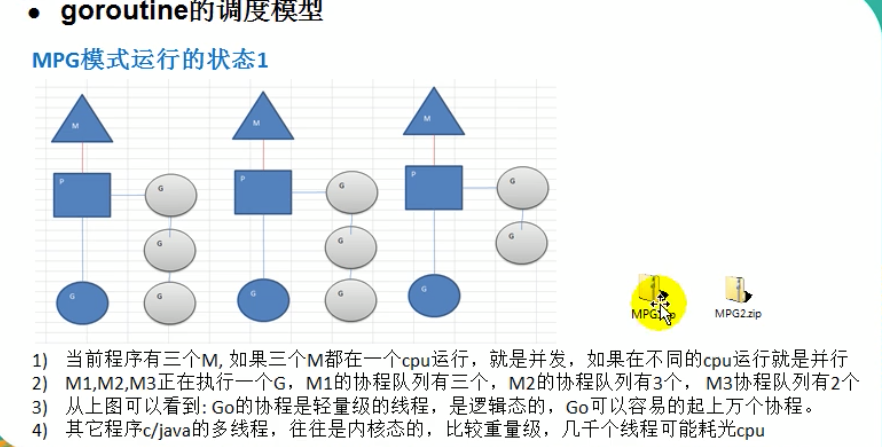 goroutine的调度模型
MPG模式运行的状态1
M
M
M
P
G
P
G
P
G
G
G
G
G
G
G
G
G
MPG2.zip
1) 当前程序有三个M, 如果三个M都在一个cpu运行，就是并发，如果在不同的cpu运行就是并行
2) M1,M2,M3正在执行一个G，M1的协程队列有三个，M2的协程队列有3个， M3协程队列有2个
3) 从上图可以看到: Go的协程是轻量级的线程，是逻辑态的，Go可以容易的起上万个协程。
4) 其它程序c/java的多线程，往往是内核态的，比较重量级，几千个线程可能耗光cpu